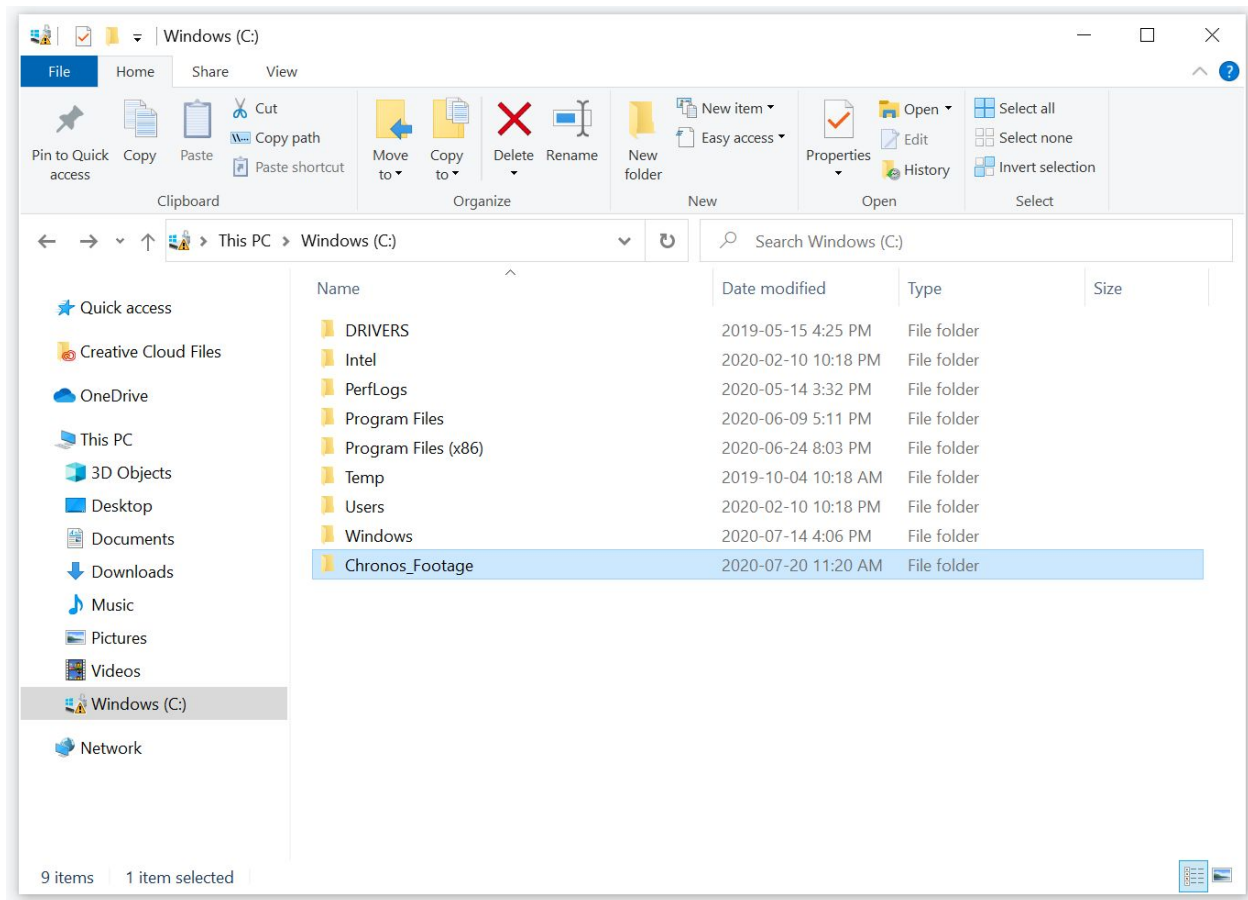 Windows (C:)
File Home Share View
?
Pin to Quick access
Copy
Paste
Cut
W... Copy path
Paste shortcut
Clipboard
Move to
Copy to
Delete
Rename
Organize
New folder
New item
Easy access
New
Properties
Open
Edit
History
Open
Select all
Select none
Invert selection
Select
This PC > Windows (C:)
Search Windows (C:)
Quick access
Creative Cloud Files
OneDrive
This PC
3D Objects
Desktop
Documents
Downloads
Music
Pictures
Videos
Windows (C:)
Network
Name Date modified Type Size
DRIVERS 2019-05-15 4:25 PM File folder
Intel 2020-02-10 10:18 PM File folder
PerfLogs 2020-05-14 3:32 PM File folder
Program Files 2020-06-09 5:11 PM File folder
Program Files (x86) 2020-06-24 8:03 PM File folder
Temp 2019-10-04 10:18 AM File folder
Users 2020-02-10 10:18 PM File folder
Windows 2020-07-14 4:06 PM File folder
Chronos_Footage 2020-07-20 11:20 AM File folder
9 items 1 item selected